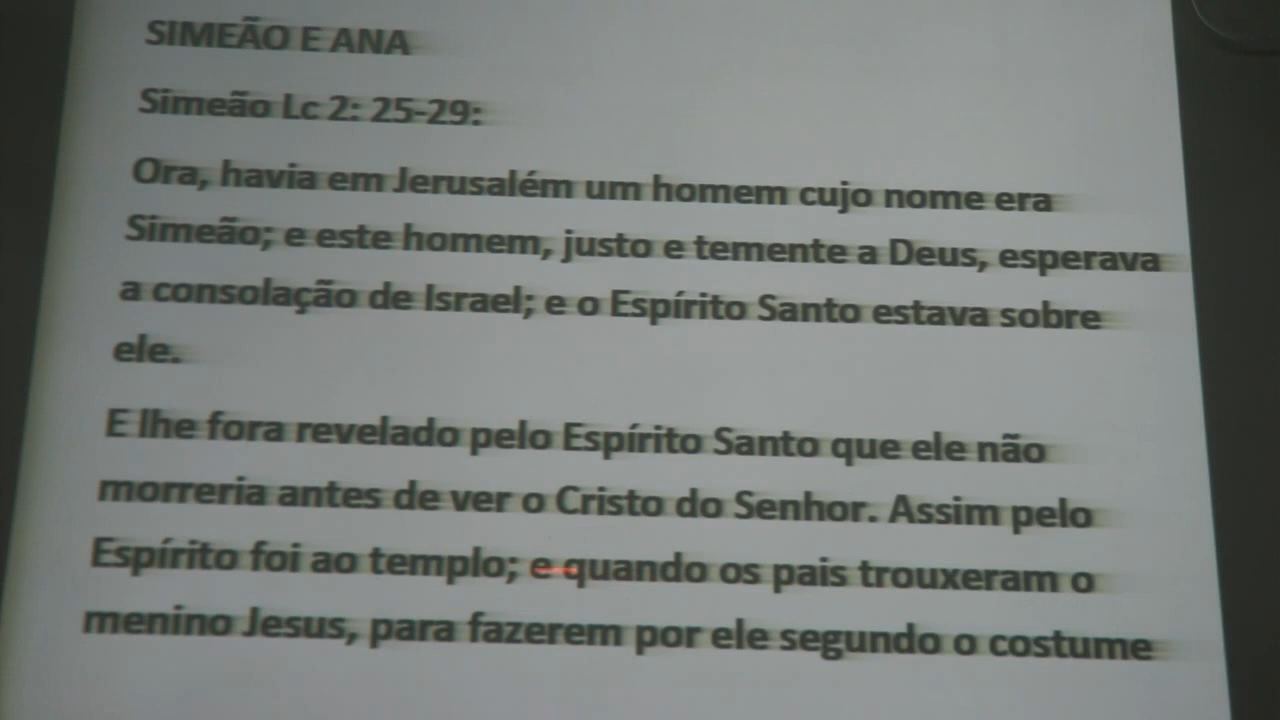 SIMEÃO E ANA
Simeão Lc 2: 25-29:
Ora, havia em Jerusalém um homem cujo nome era
Simeão; e este homem, justo e temente a Deus, esperava
a consolação de Israel; e o Espírito Santo estava sobre
ele.
E lhe fora revelado pelo Espírito Santo que ele não
morreria antes de ver o Cristo do Senhor. Assim pelo
Espírito foi ao templo; e quando os pais trouxeram o
menino Jesus, para fazerem por ele segundo o costume